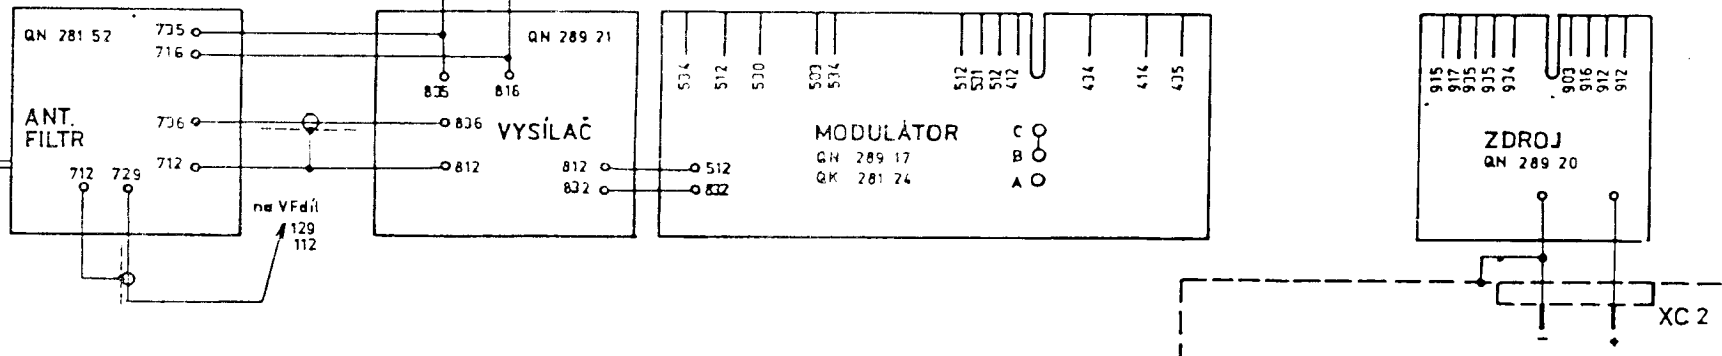 QN 281 52
735
716
ANT.
FILTR
736
712
712 729
na VFdíl
129
112
QN 289 21
835 816
836
VYSÍLAČ
812
812
832
534 512 530 503 534 512 531 512 412 434 414 435
MODULÁTOR
QN 289 17
QK 281 24
512
832
C
B
A
915 917 935 935 934 903 916 912 912
ZDROJ
QN 289 20
XC 2
- +